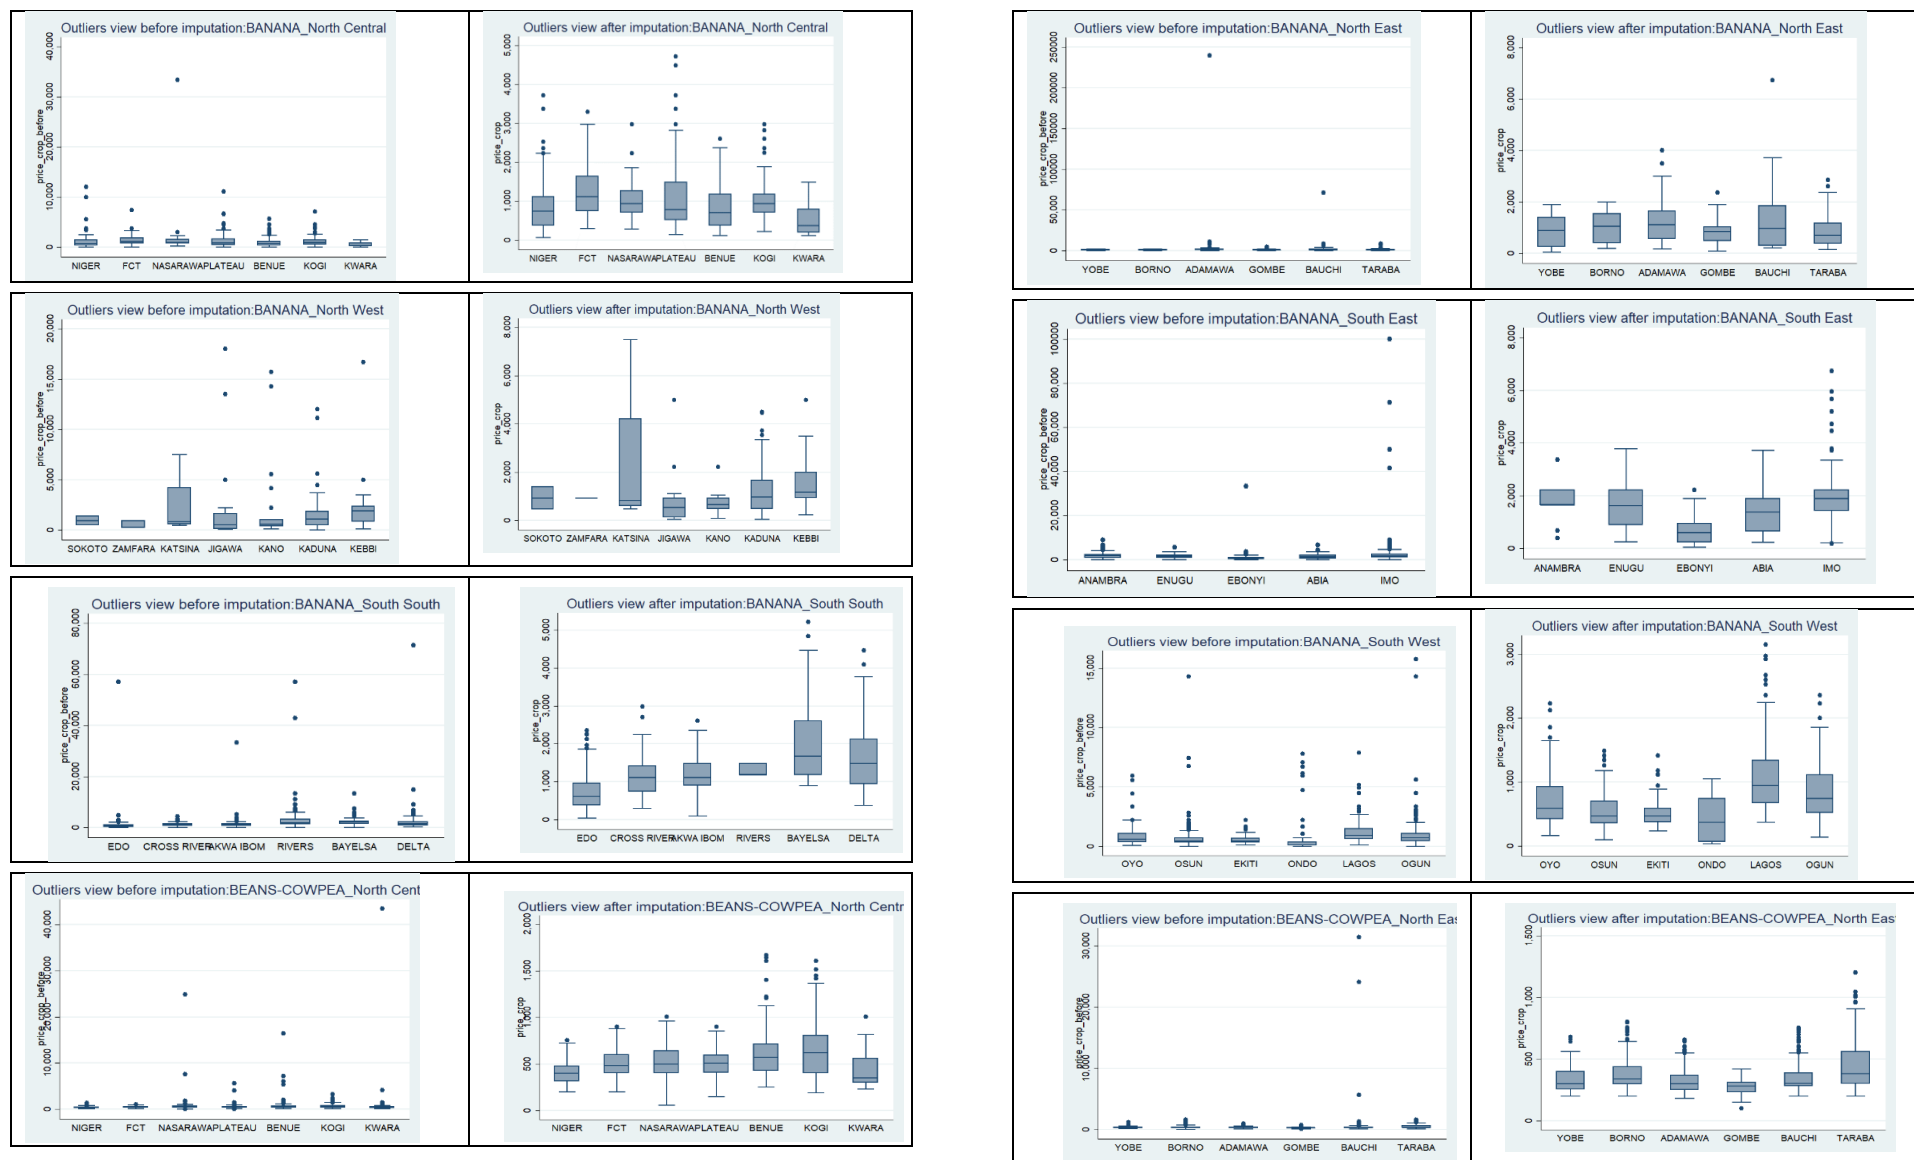 Outliers view before imputation:BANANA_North Central
price_crop_before
40,000
30,000
20,000
10,000
0
NIGER FCT NASARAWA PLATEAU BENUE KOGI KWARA
Outliers view after imputation:BANANA_North Central
price_crop
5,000
4,000
3,000
2,000
1,000
0
NIGER FCT NASARAWA PLATEAU BENUE KOGI KWARA
Outliers view before imputation:BANANA_North East
price_crop_before
250000
200000
150000
100000
50,000
0
YOBE BORNO ADAMAWA GOMBE BAUCHI TARABA
Outliers view after imputation:BANANA_North East
price_crop
8,000
6,000
4,000
2,000
0
YOBE BORNO ADAMAWA GOMBE BAUCHI TARABA
Outliers view before imputation:BANANA_North West
price_crop_before
20,000
15,000
10,000
5,000
0
SOKOTO ZAMFARA KATSINA JIGAWA KANO KADUNA KEBBI
Outliers view after imputation:BANANA_North West
price_crop
8,000
6,000
4,000
2,000
0
SOKOTO ZAMFARA KATSINA JIGAWA KANO KADUNA KEBBI
Outliers view before imputation:BANANA_South East
price_crop_before
100000
80,000
60,000
40,000
20,000
0
ANAMBRA ENUGU EBONYI ABIA IMO
Outliers view after imputation:BANANA_South East
price_crop
8,000
6,000
4,000
2,000
0
ANAMBRA ENUGU EBONYI ABIA IMO
Outliers view before imputation:BANANA_South South
price_crop_before
80,000
60,000
40,000
20,000
0
EDO CROSS RIVER AKWA IBOM RIVERS BAYELSA DELTA
Outliers view after imputation:BANANA_South South
price_crop
5,000
4,000
3,000
2,000
1,000
0
EDO CROSS RIVER AKWA IBOM RIVERS BAYELSA DELTA
Outliers view before imputation:BANANA_South West
price_crop_before
15,000
10,000
5,000
0
OYO OSUN EKITI ONDO LAGOS OGUN
Outliers view after imputation:BANANA_South West
price_crop
3,000
2,000
1,000
0
OYO OSUN EKITI ONDO LAGOS OGUN
Outliers view before imputation:BEANS-COWPEA_North Cent
price_crop_before
40,000
30,000
20,000
10,000
0
NIGER FCT NASARAWA PLATEAU BENUE KOGI KWARA
Outliers view after imputation:BEANS-COWPEA_North Centr
price_crop
2,000
1,500
1,000
500
0
NIGER FCT NASARAWA PLATEAU BENUE KOGI KWARA
Outliers view before imputation:BEANS-COWPEA_North Eas
price_crop_before
30,000
20,000
10,000
0
YOBE BORNO ADAMAWA GOMBE BAUCHI TARABA
Outliers view after imputation:BEANS-COWPEA_North Eas
price_crop
1,500
1,000
500
0
YOBE BORNO ADAMAWA GOMBE BAUCHI TARABA